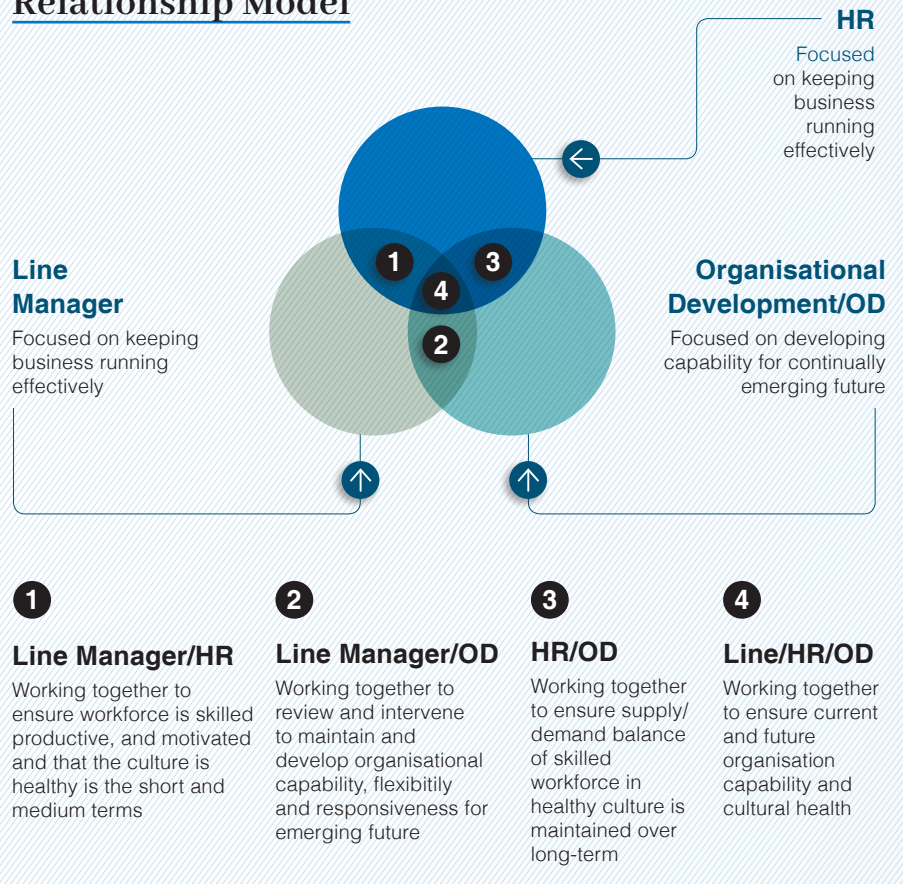 Relationship Model
HR
Focused
on keeping
business
running
effectively
Line
Manager
Focused on keeping
business running
effectively
Organisational
Development/OD
Focused on developing
capability for continually
emerging future
1
3
4
2
1
Line Manager/HR
Working together to
ensure workforce is skilled
productive, and motivated
and that the culture is
healthy is the short and
medium terms
2
Line Manager/OD
Working together to
review and intervene
to maintain and
develop organisational
capability, flexibitily
and responsiveness for
emerging future
3
HR/OD
Working together
to ensure supply/
demand balance
of skilled
workforce in
healthy culture is
maintained over
long-term
4
Line/HR/OD
Working together
to ensure current
and future
organisation
capability and
cultural health